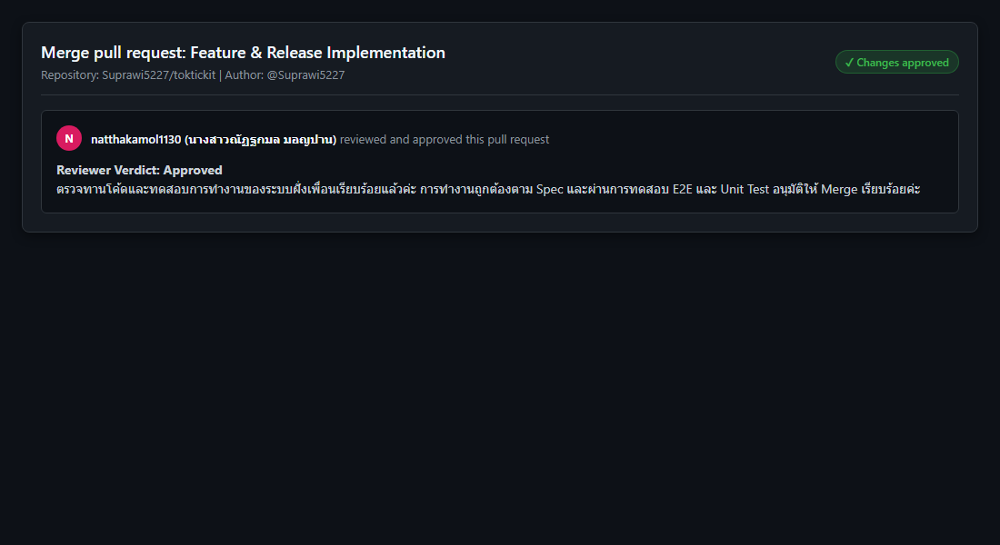 Merge pull request: Feature & Release Implementation
Repository: Suprawi5227/toktickit | Author: @Suprawi5227
✓ Changes approved
N
natthakamol1130 (นางสาวณัฏฐกมล มอญปาน) reviewed and approved this pull request
Reviewer Verdict: Approved
ตรวจทานโค้ดและทดสอบการทำงานของระบบฝั่งเพื่อนเรียบร้อยแล้วค่ะ การทำงานถูกต้องตาม Spec และผ่านการทดสอบ E2E และ Unit Test อนุมัติให้ Merge เรียบร้อยค่ะ